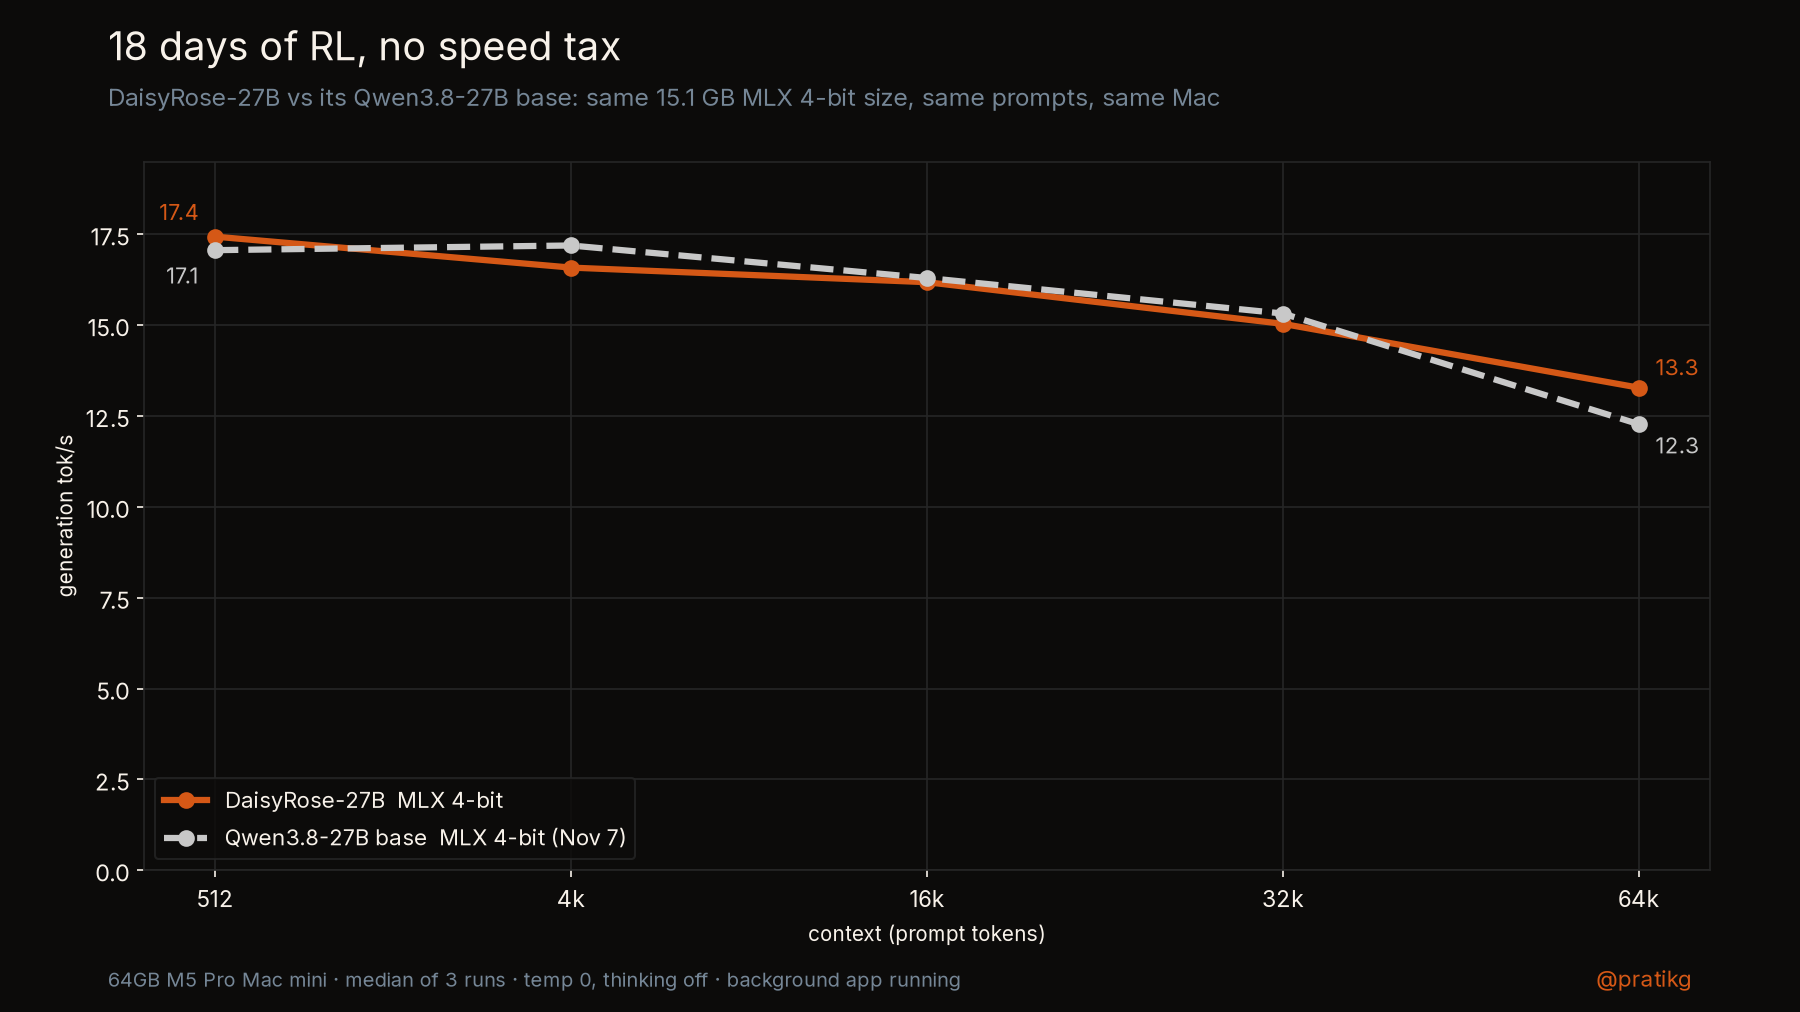 18 days of RL, no speed tax
DaisyRose-27B vs its Qwen3.8-27B base: same 15.1 GB MLX 4-bit size, same prompts, same Mac
17.4
17.1
13.3
12.3
17.5
15.0
12.5
10.0
7.5
5.0
2.5
0.0
generation tok/s
DaisyRose-27B MLX 4-bit
Qwen3.8-27B base MLX 4-bit (Nov 7)
512 4k 16k 32k 64k
context (prompt tokens)
64GB M5 Pro Mac mini · median of 3 runs · temp 0, thinking off · background app running
@pratikg